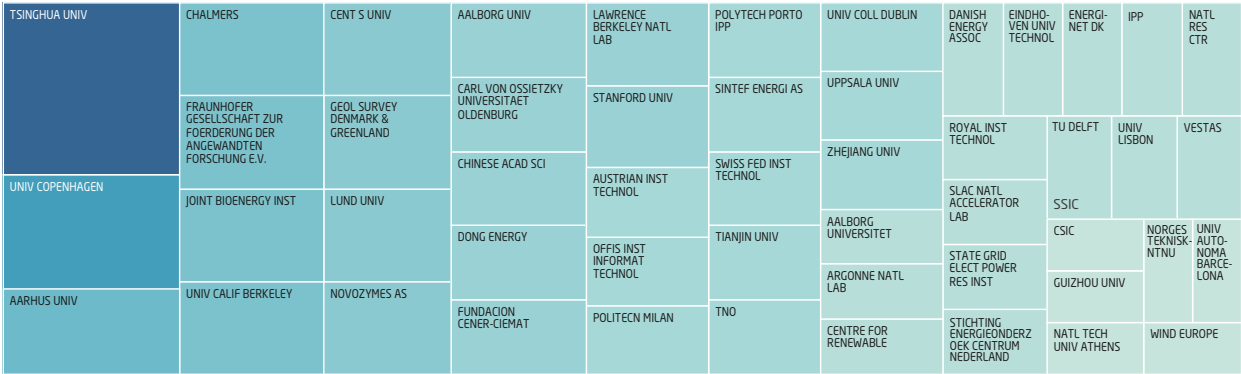 TSINGHUA UNIV
UNIV COPENHAGEN
AARHUS UNIV
CHALMERS
FRAUNHOFER
GESELLSCHAFT ZUR
FOERDERUNG DER
ANGEWANDTEN
FORSCHUNG E.V.
JOINT BIOENERGY INST
UNIV CALIF BERKELEY
CENT S UNIV
GEOL SURVEY
DENMARK &
GREENLAND
LUND UNIV
NOVOZYMES AS
AALBORG UNIV
CARL VON OSSIETZKY
UNIVERSITAET
OLDENBURG
CHINESE ACAD SCI
DONG ENERGY
FUNDACION
CENER-CIEMAT
LAWRENCE
BERKELEY NATL
LAB
STANFORD UNIV
AUSTRIAN INST
TECHNOL
OFFIS INST
INFORMAT
TECHNOL
POLITECN MILAN
POLYTECH PORTO
IPP
SINTEF ENERGI AS
SWISS FED INST
TECHNOL
TIANJIN UNIV
TNO
UNIV COLL DUBLIN
UPPSALA UNIV
ZHEJIANG UNIV
AALBORG
UNIVERSITET
ARGONNE NATL
LAB
CENTRE FOR
RENEWABLE
DANISH
ENERGY
ASSOC
EINDHO-
VEN UNIV
TECHNOL
ENERGI-
NET DK
IPP
NATL
RES
CTR
ROYAL INST
TECHNOL
SLAC NATL
ACCELERATOR
LAB
STATE GRID
ELECT POWER
RES INST
STICHTING
ENERGIEONDERZ
OEK CENTRUM
NEDERLAND
TU DELFT
SSIC
UNIV
LISBON
VESTAS
CSIC
GUIZHOU UNIV
NATL TECH
UNIV ATHENS
NORGES
TEKNISK-
NTNU
UNIV
AUTO-
NOMA
BARCE-
LONA
WIND EUROPE